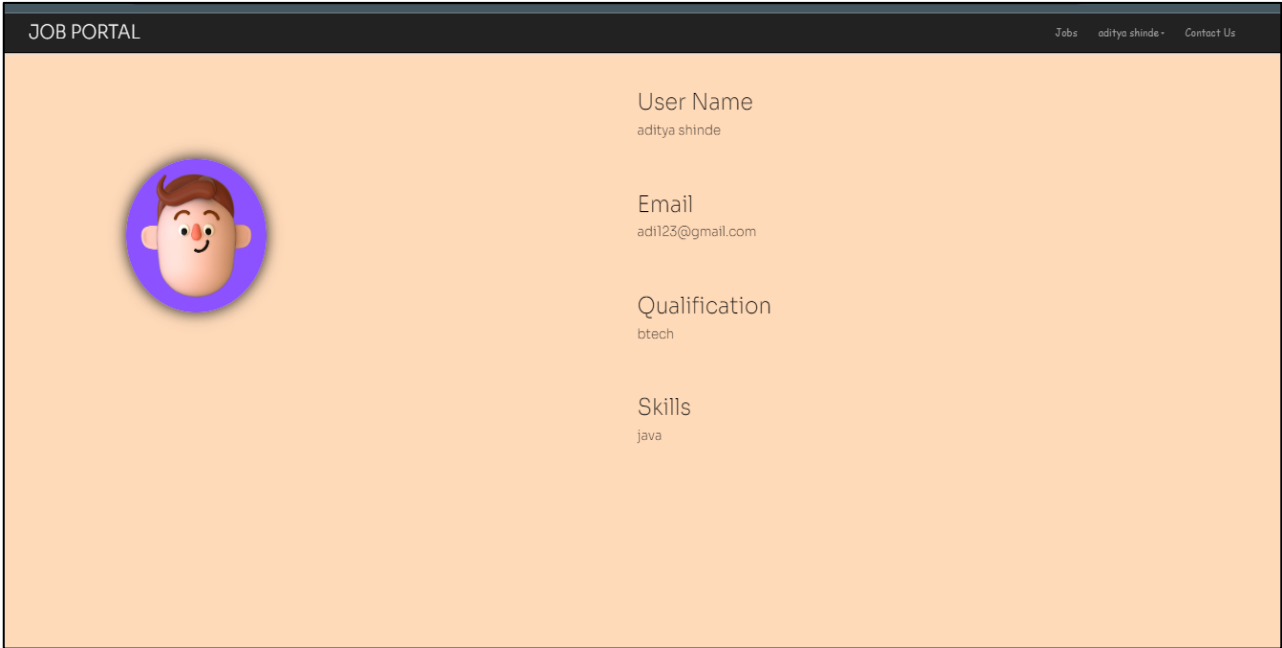 JOB PORTAL
Jobs aditya shinde Contact Us
User Name
aditya shinde
Email
adi123@gmail.com
Qualification
btech
Skills
java